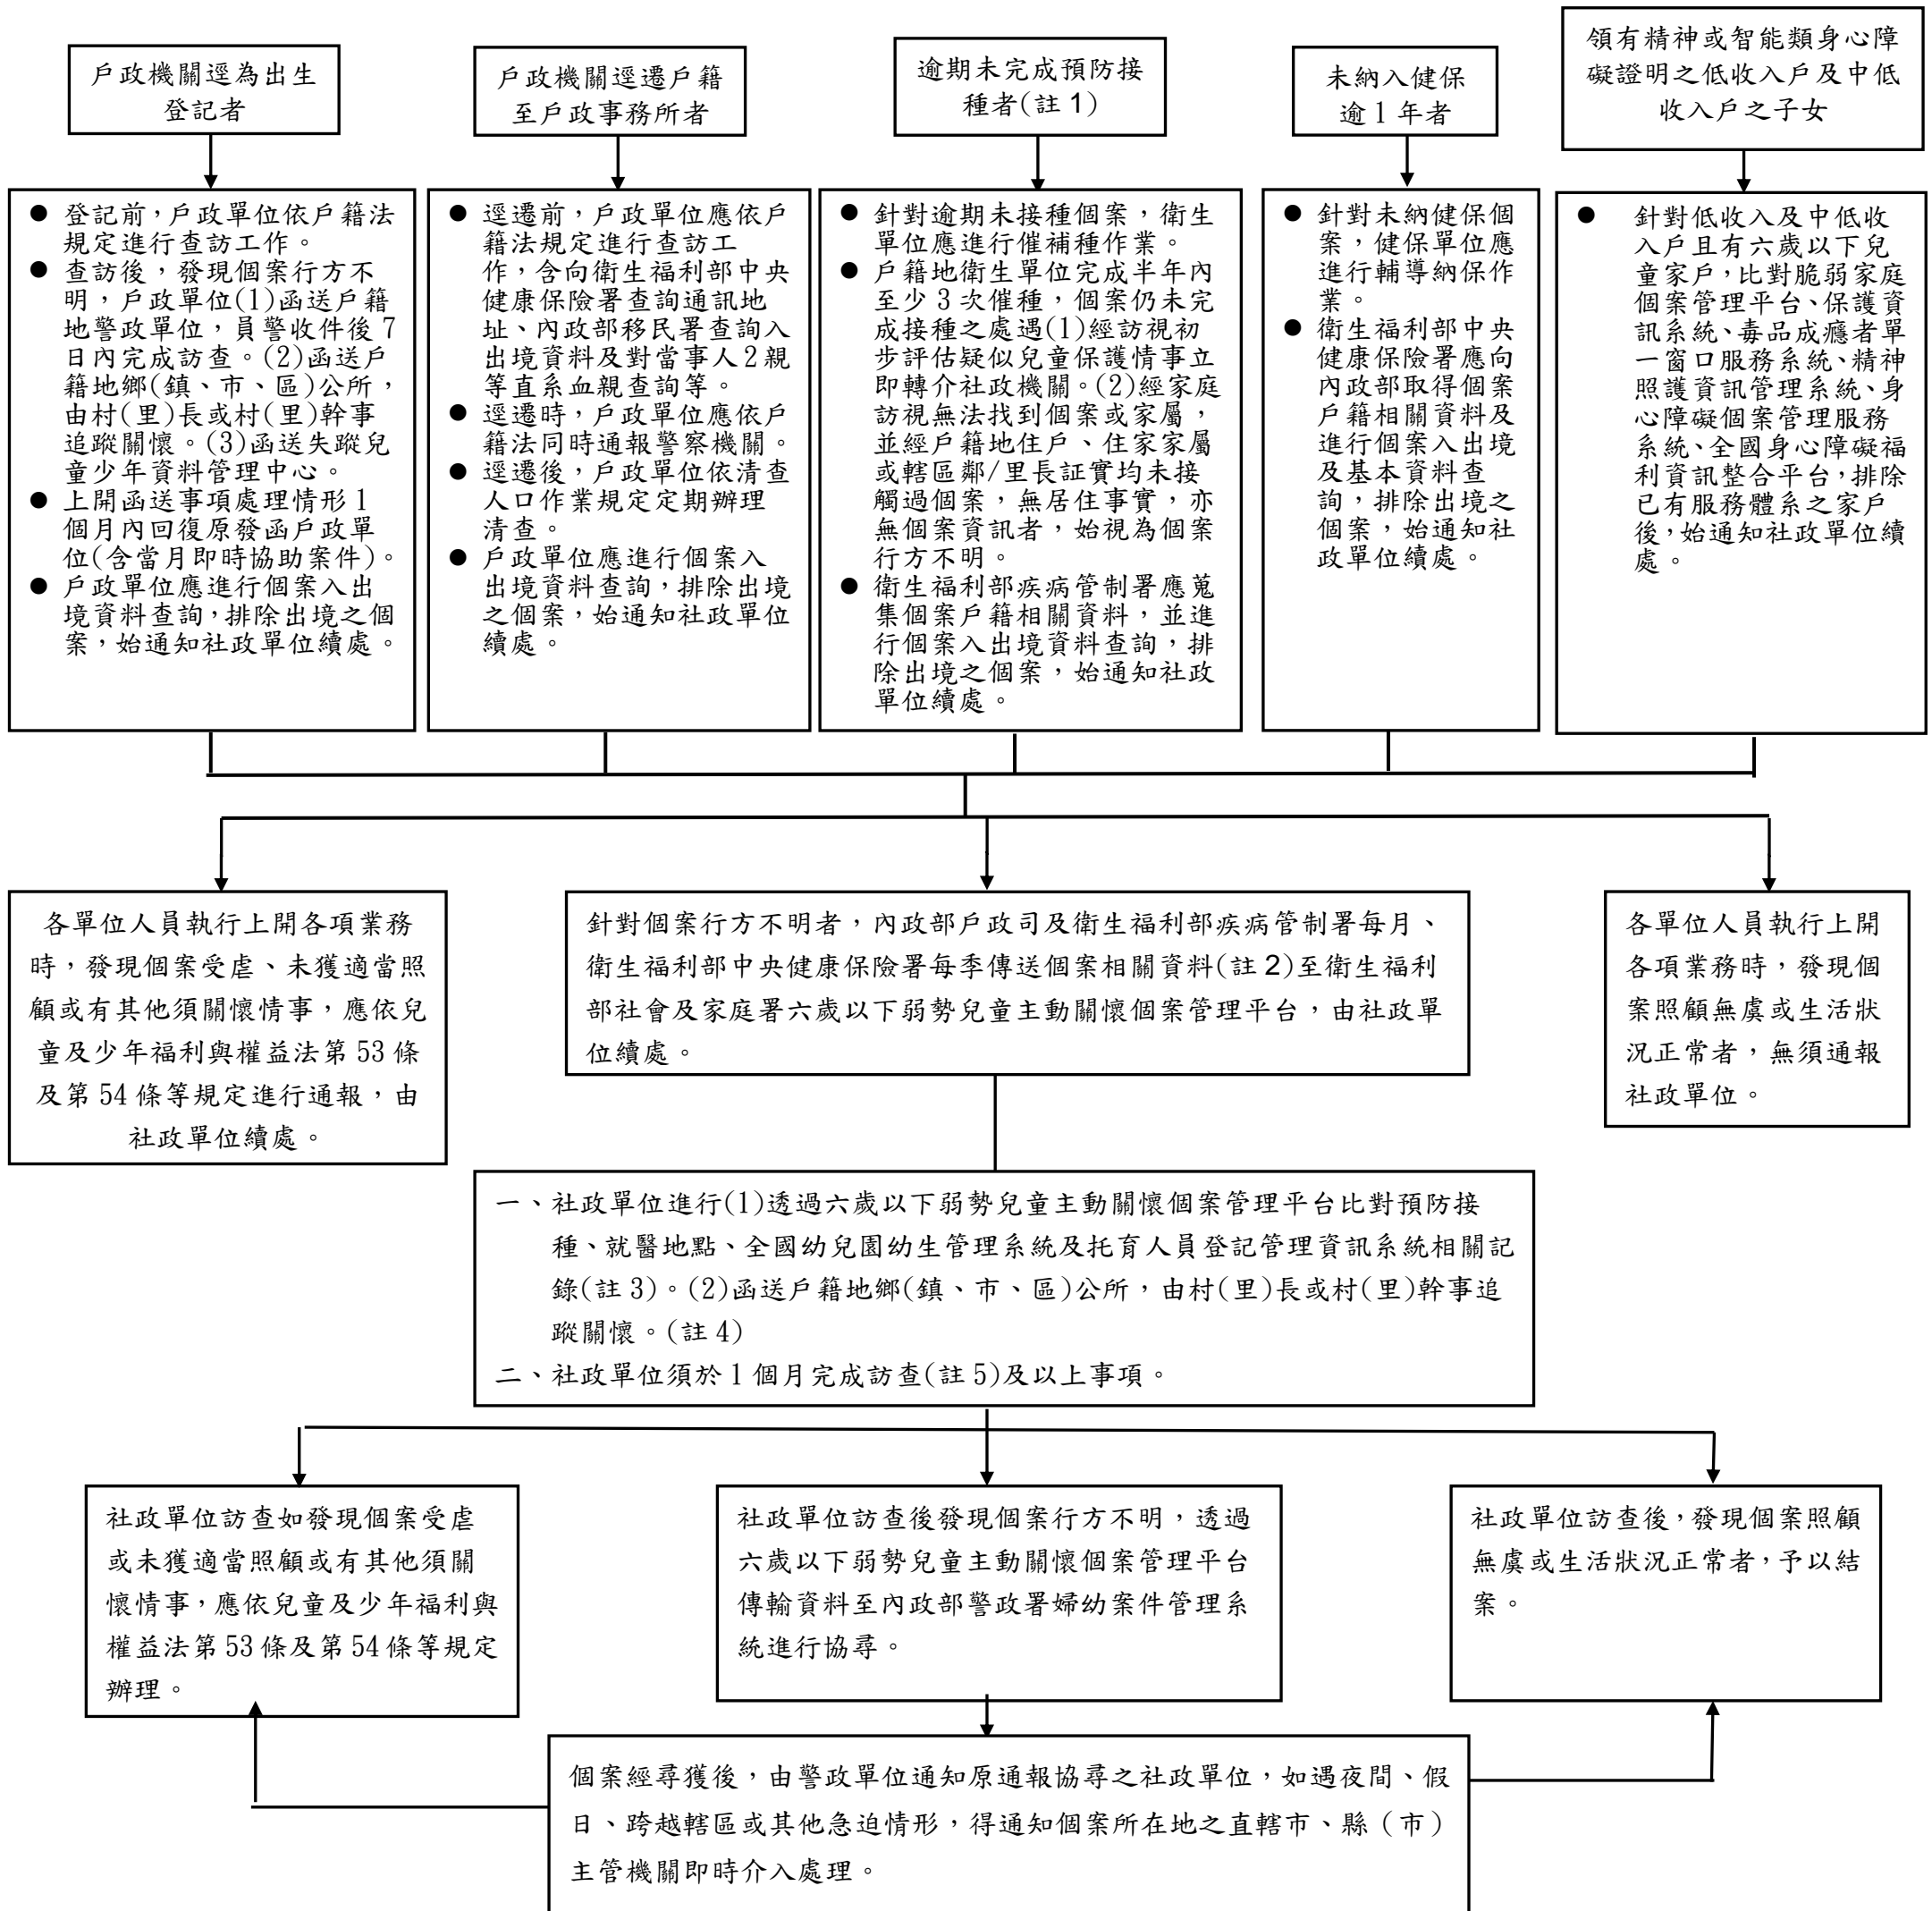 戶政機關逕為出生
登記者
戶政機關逕遷戶籍
至戶政事務所者
逾期未完成預防接
種者(註 1)
未納入健保
逾 1 年者
領有精神或智能類身心障
礙證明之低收入戶及中低
收入戶之子女
● 登記前，戶政單位依戶籍法
規定進行查訪工作。
● 查訪後，發現個案行方不
明，戶政單位(1)函送戶籍
地警政單位，員警收件後 7
日內完成訪查。(2)函送戶
籍地鄉(鎮、市、區)公所，
由村(里)長或村(里)幹事
追蹤關懷。(3)函送失蹤兒
童少年資料管理中心。
● 上開函送事項處理情形 1
個月內回復原發函戶政單
位(含當月即時協助案件)。
● 戶政單位應進行個案入出
境資料查詢，排除出境之個
案，始通知社政單位續處。
● 逕遷前，戶政單位應依戶
籍法規定進行查訪工
作，含向衛生福利部中央
健康保險署查詢通訊地
址、內政部移民署查詢入
出境資料及對當事人 2 親
等直系血親查詢等。
● 逕遷時，戶政單位應依戶
籍法同時通報警察機關。
● 逕遷後，戶政單位依清查
人口作業規定定期辦理
清查。
● 戶政單位應進行個案入
出境資料查詢，排除出境
之個案，始通知社政單位
續處。
● 針對逾期未接種個案，衛生
單位應進行催補種作業。
● 戶籍地衛生單位完成半年內
至少 3 次催種，個案仍未完
成接種之處遇(1)經訪視初
步評估疑似兒童保護情事立
即轉介社政機關。(2)經家庭
訪視無法找到個案或家屬，
並經戶籍地住戶、住家家屬
或轄區鄰/里長証實均未接
觸過個案，無居住事實，亦
無個案資訊者，始視為個案
行方不明。
● 衛生福利部疾病管制署應蒐
集個案戶籍相關資料，並進
行個案入出境資料查詢，排
除出境之個案，始通知社政
單位續處。
● 針對未納健保個
案，健保單位應
進行輔導納保作
業。
● 衛生福利部中央
健康保險署應向
內政部取得個案
戶籍相關資料及
進行個案入出境
及基本資料查
詢，排除出境之
個案，始通知社
政單位續處。
● 針對低收入及中低收
入戶且有六歲以下兒
童家戶，比對脆弱家庭
個案管理平台、保護資
訊系統、毒品成癮者單
一窗口服務系統、精神
照護資訊管理系統、身
心障礙個案管理服務
系統、全國身心障礙福
利資訊整合平台，排除
已有服務體系之家戶
後，始通知社政單位續
處。
各單位人員執行上開各項業務
時，發現個案受虐、未獲適當照
顧或有其他須關懷情事，應依兒
童及少年福利與權益法第 53 條
及第 54 條等規定進行通報，由
社政單位續處。
針對個案行方不明者，內政部戶政司及衛生福利部疾病管制署每月、
衛生福利部中央健康保險署每季傳送個案相關資料(註 2)至衛生福利
部社會及家庭署六歲以下弱勢兒童主動關懷個案管理平台，由社政單
位續處。
各單位人員執行上開
各項業務時，發現個
案照顧無虞或生活狀
況正常者，無須通報
社政單位。
一、社政單位進行(1)透過六歲以下弱勢兒童主動關懷個案管理平台比對預防接
種、就醫地點、全國幼兒園幼生管理系統及托育人員登記管理資訊系統相關記
錄(註 3)。(2)函送戶籍地鄉(鎮、市、區)公所，由村(里)長或村(里)幹事追
蹤關懷。(註 4)
二、社政單位須於 1 個月完成訪查(註 5)及以上事項。
社政單位訪查如發現個案受虐
或未獲適當照顧或有其他須關
懷情事，應依兒童及少年福利與
權益法第 53 條及第 54 條等規定
辦理。
社政單位訪查後發現個案行方不明，透過
六歲以下弱勢兒童主動關懷個案管理平台
傳輸資料至內政部警政署婦幼案件管理系
統進行協尋。
社政單位訪查後，發現個案照顧
無虞或生活狀況正常者，予以結
案。
個案經尋獲後，由警政單位通知原通報協尋之社政單位，如遇夜間、假
日、跨越轄區或其他急迫情形，得通知個案所在地之直轄市、縣（市）
主管機關即時介入處理。